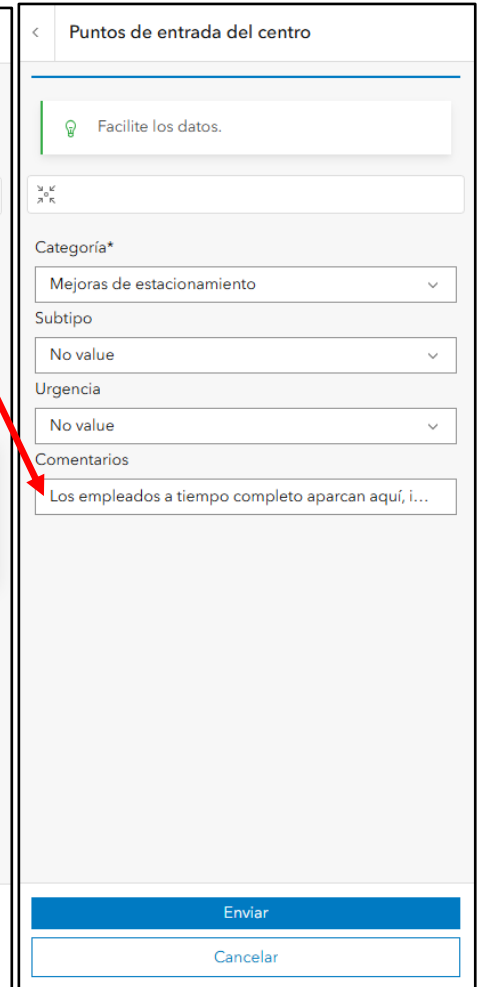 Puntos de entrada del centro
Facilite los datos.
Categoría*
Mejoras de estacionamiento
Subtipo
No value
Urgencia
No value
Comentarios
Los empleados a tiempo completo aparcan aquí, i...
Enviar
Cancelar